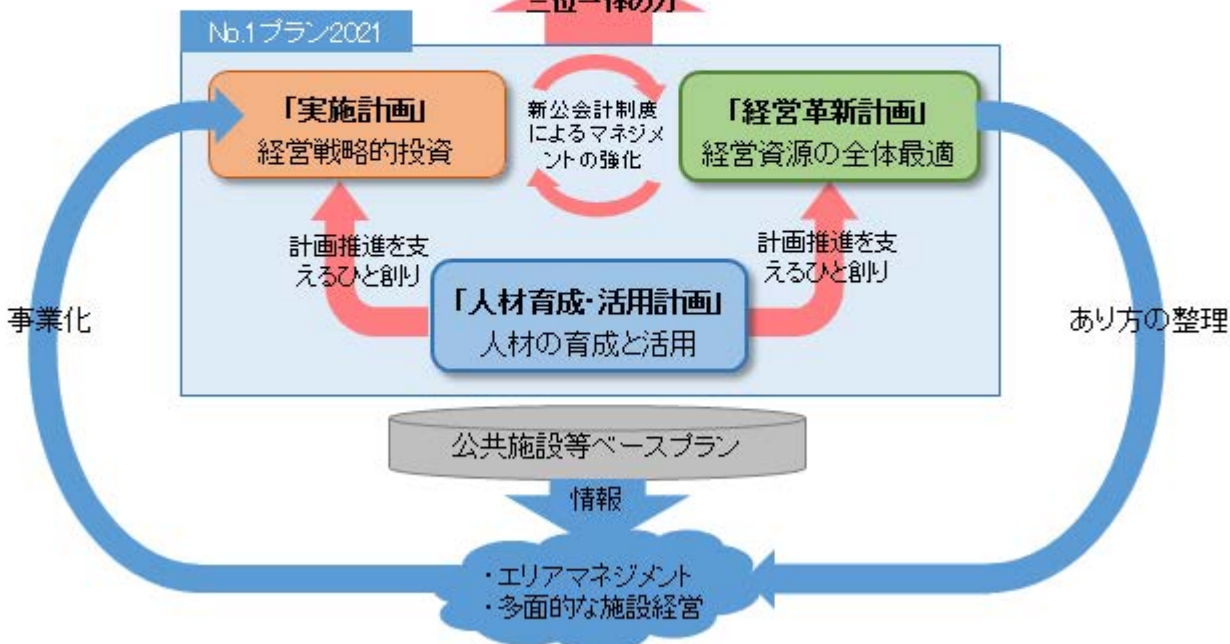 三位一体の力
No.1プラン2021
「実施計画」
経営戦略的投資
新公会計制度
によるマネジメ
ントの強化
「経営革新計画」
経営資源の全体最適
計画推進を支
えるひと創り
計画推進を支
えるひと創り
「人材育成・活用計画」
人材の育成と活用
事業化
あり方の整理
公共施設等ベースプラン
情報
・エリアマネジメント
・多面的な施設経営